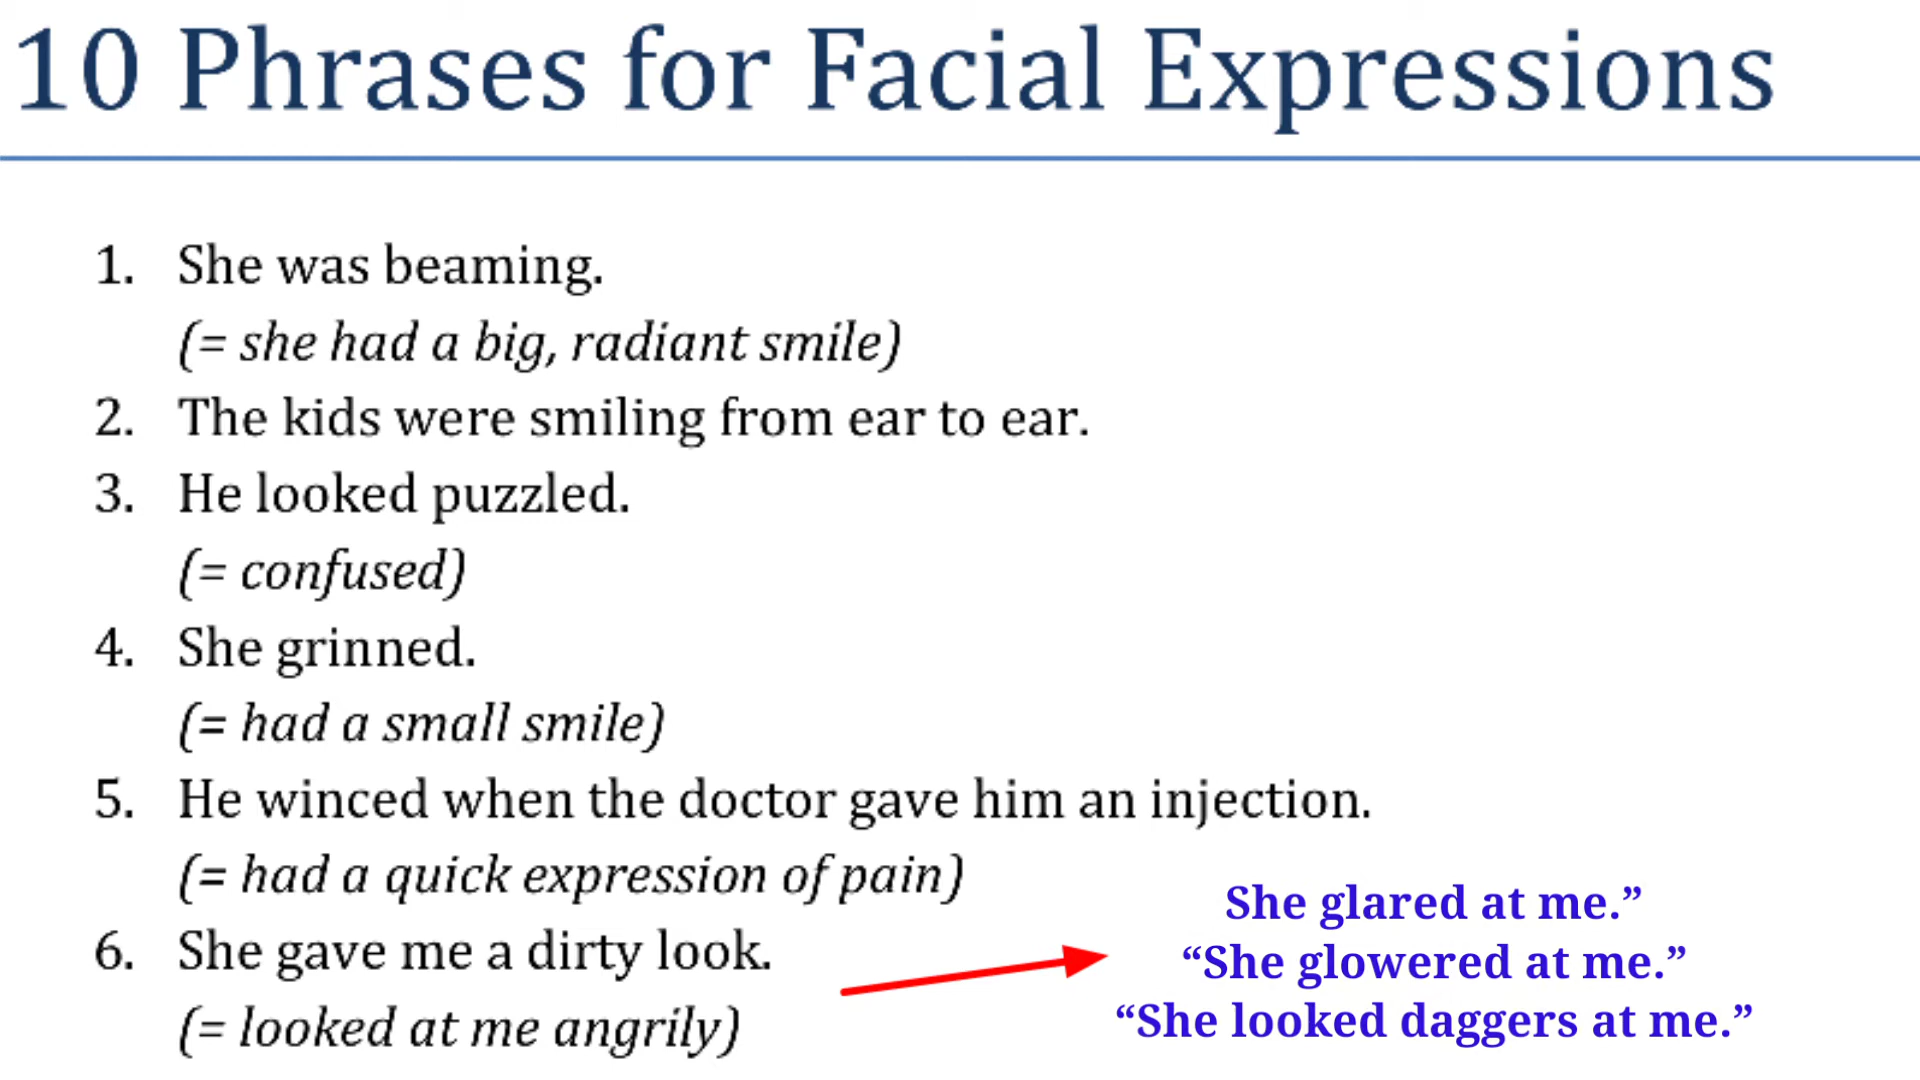 10 Phrases for Facial Expressions
1. She was beaming.
(= she had a big, radiant smile)
2. The kids were smiling from ear to ear.
3. He looked puzzled.
(= confused)
4. She grinned.
(= had a small smile)
5. He winced when the doctor gave him an injection.
(= had a quick expression of pain)
6. She gave me a dirty look.
(= looked at me angrily)
She glared at me.”
“She glowered at me.”
“She looked daggers at me.”